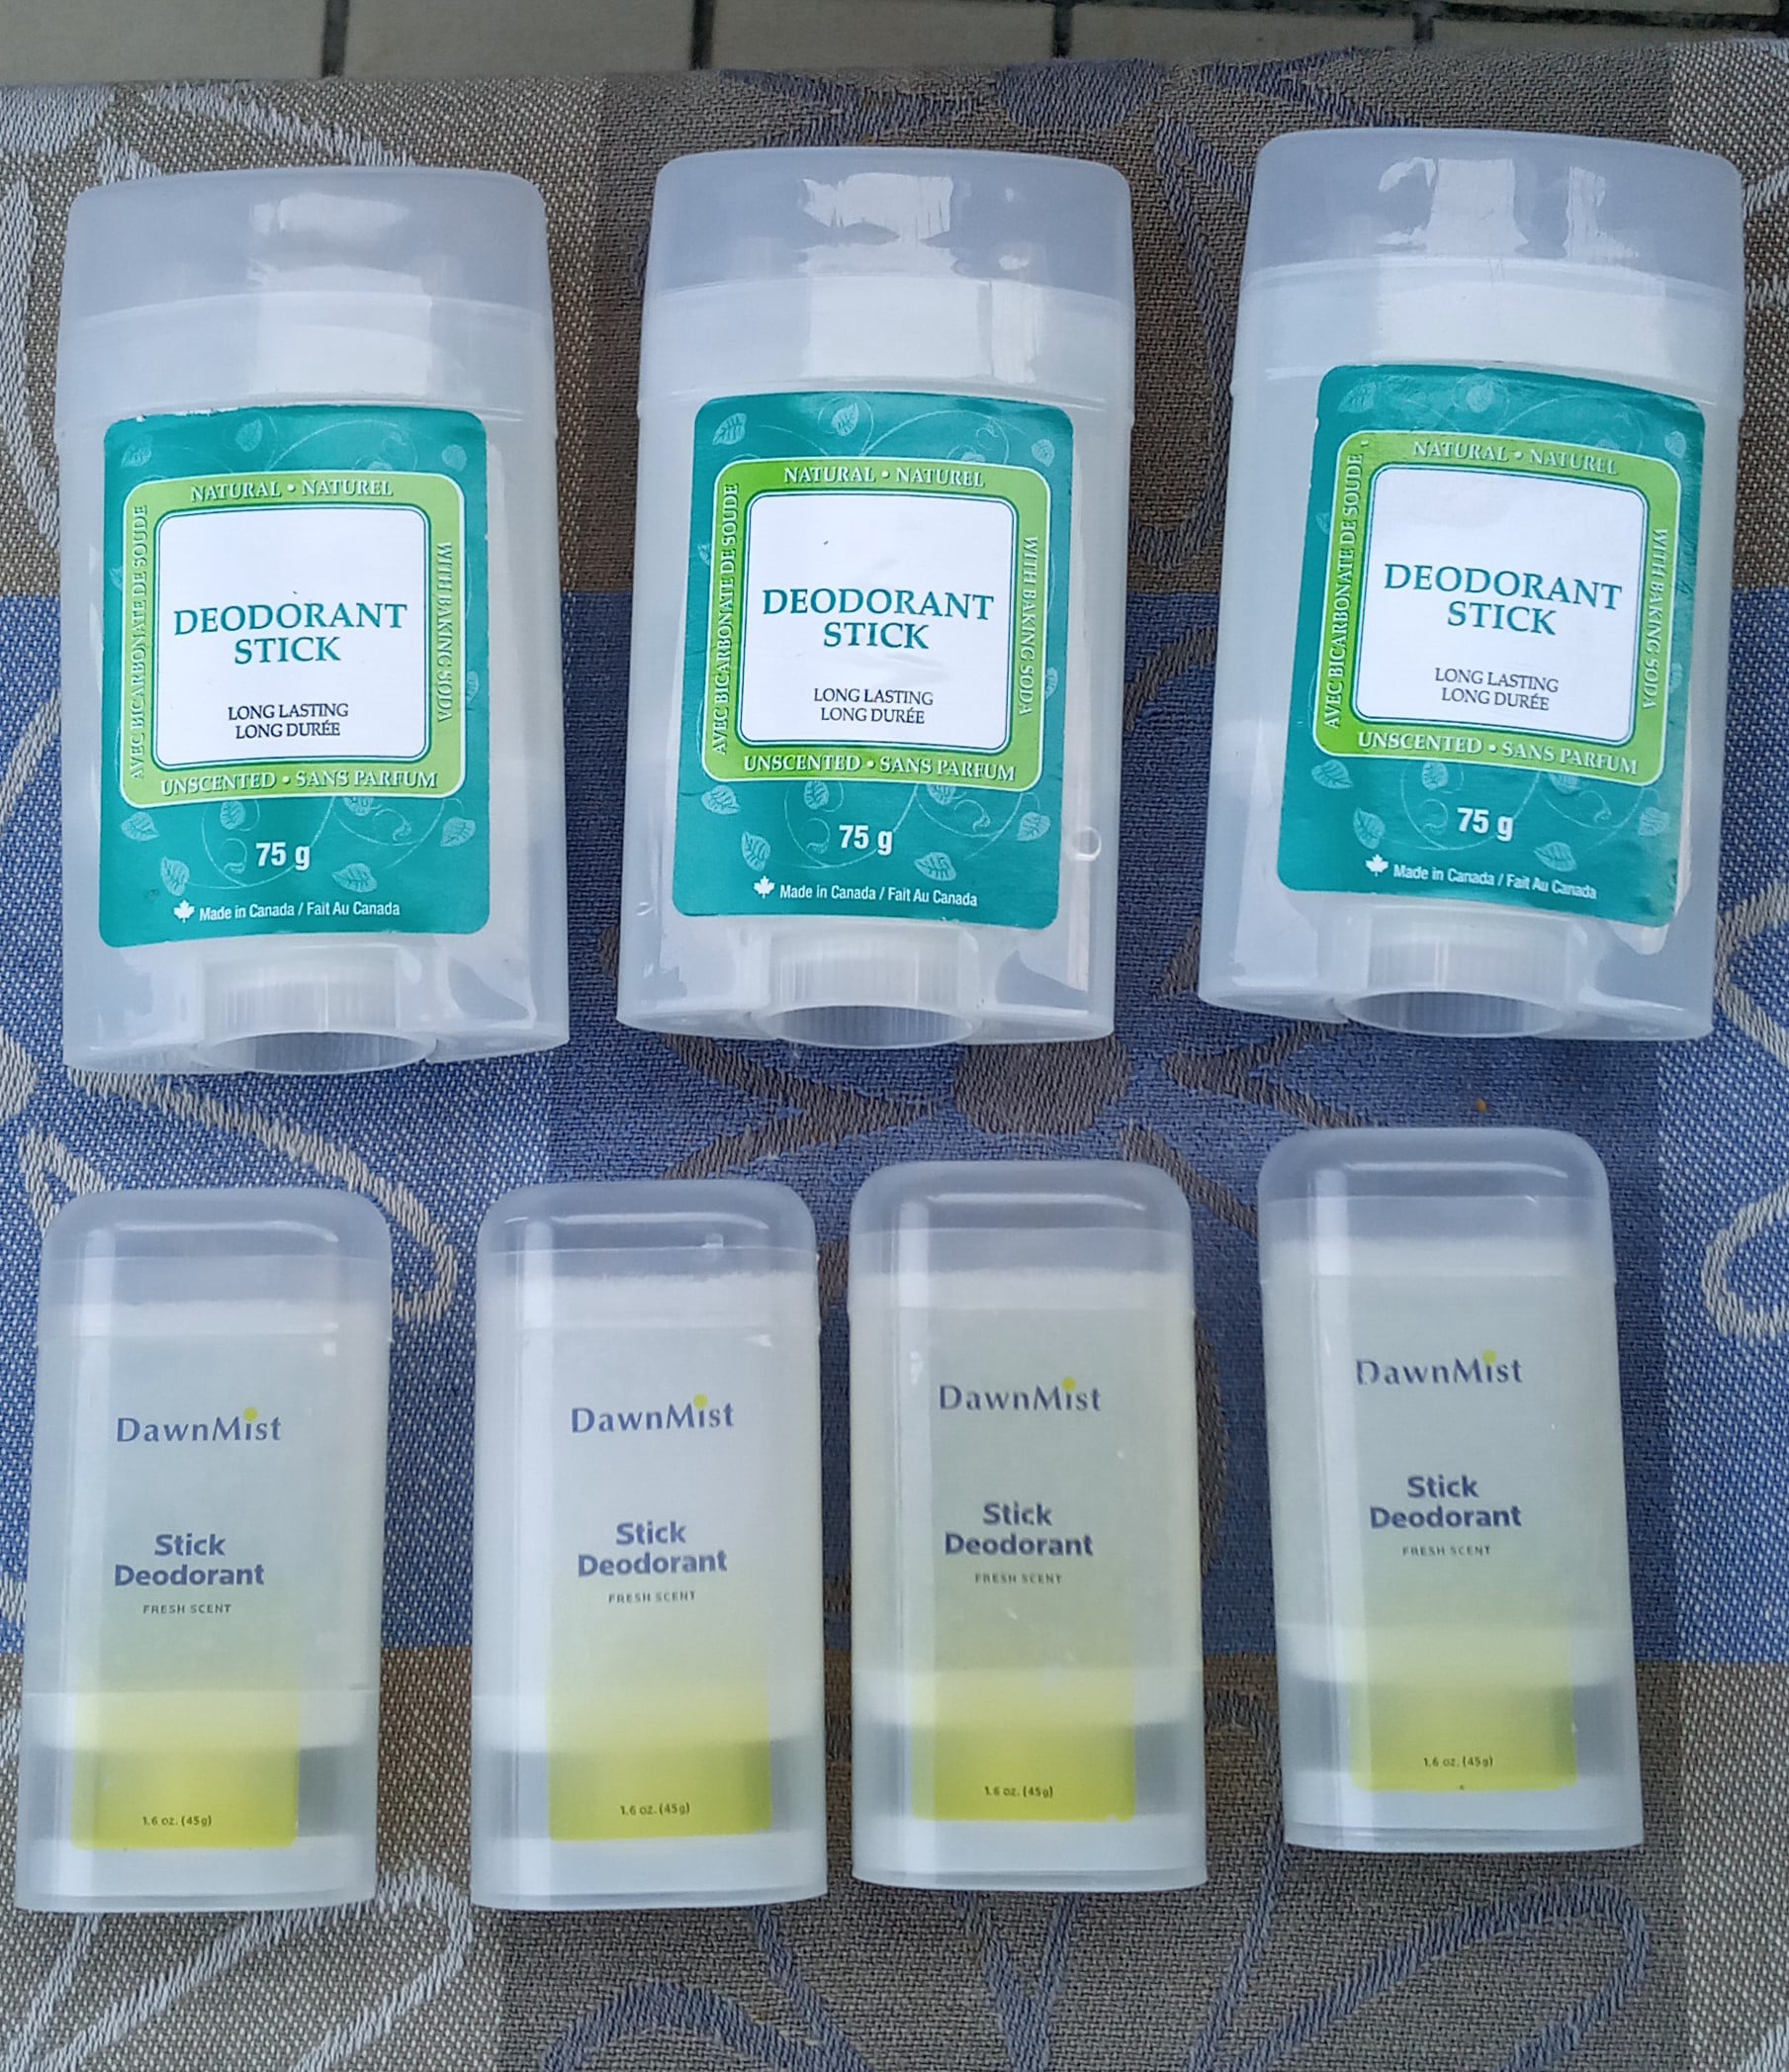 NATURAL • NATUREL
AVEC BICARBONATE DE SOUDE
WITH BAKING SODA
DEODORANT
STICK
LONG LASTING
LONG DURÉE
UNSCENTED • SANS PARFUM
75 g
Made in Canada / Fait Au Canada
NATURAL • NATUREL
AVEC BICARBONATE DE SOUDE
WITH BAKING SODA
DEODORANT
STICK
LONG LASTING
LONG DURÉE
UNSCENTED • SANS PARFUM
75 g
Made in Canada / Fait Au Canada
NATURAL • NATUREL
AVEC BICARBONATE DE SOUDE
WITH BAKING SODA
DEODORANT
STICK
LONG LASTING
LONG DURÉE
UNSCENTED • SANS PARFUM
75 g
Made in Canada / Fait Au Canada
DawnMist
Stick
Deodorant
FRESH SCENT
1.6 oz. (45g)
DawnMist
Stick
Deodorant
FRESH SCENT
1.6 oz. (45g)
DawnMist
Stick
Deodorant
FRESH SCENT
1.6 oz. (45g)
DawnMist
Stick
Deodorant
FRESH SCENT
1.6 oz. (45g)